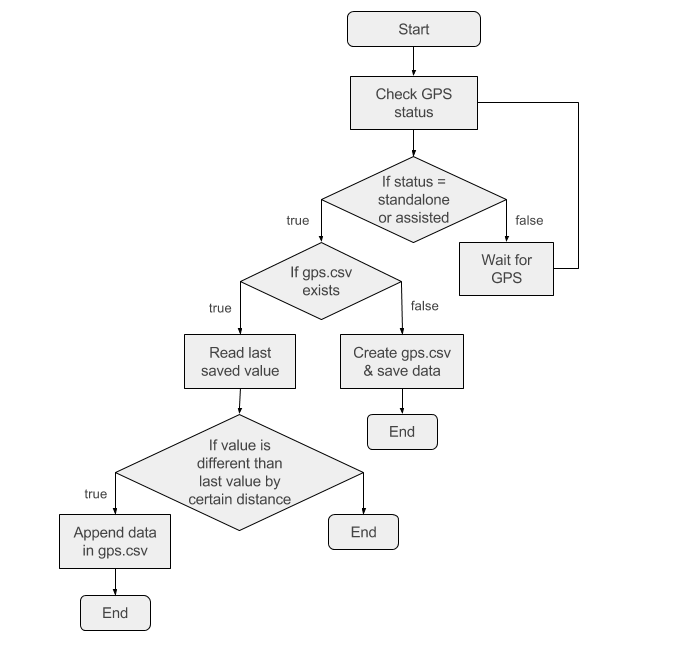 Start
Check GPS
status
If status =
standalone
or assisted
true
false
If gps.csv
exists
Wait for
GPS
true
false
Read last
saved value
Create gps.csv
& save data
End
If value is
different than
last value by
certain distance
true
Append data
in gps.csv
End
End